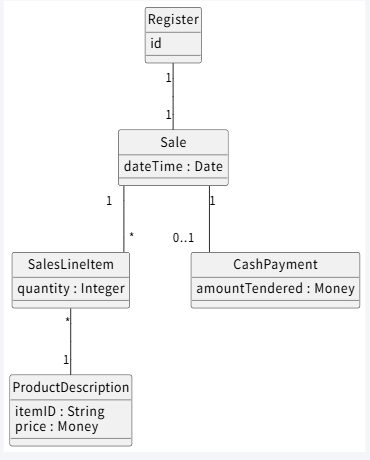 Register
id
1
1
Sale
dateTime : Date
1
1
*
0..1
SalesLineItem
quantity : Integer
CashPayment
amountTendered : Money
*
1
ProductDescription
itemID : String
price : Money